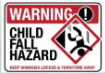 WARNING!
CHILD
FALL
HAZARD
KEEP WINDOWS LOCKED & FURNITURE AWAY